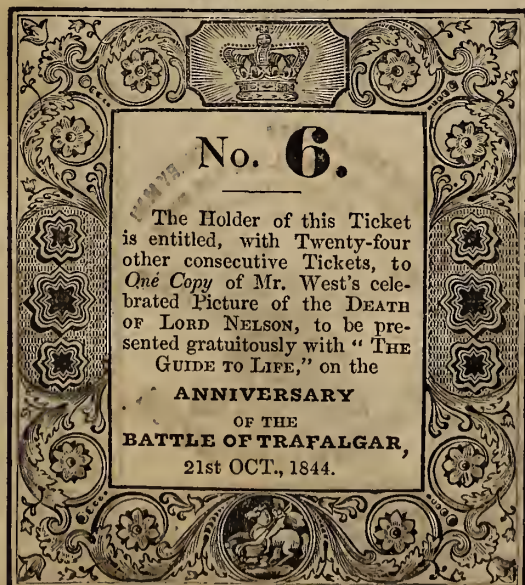 No. 6.
The Holder of this Ticket
is entitled, with Twenty-four
other consecutive Tickets, to
One Copy of Mr. West's cele-
brated Picture of the DEATH
OF LORD NELSON, to be pre-
sented gratuitously with " THE
GUIDE TO LIFE," on the
ANNIVERSARY
OF THE
BATTLE OF TRAFALGAR,
21st OCT., 1844.